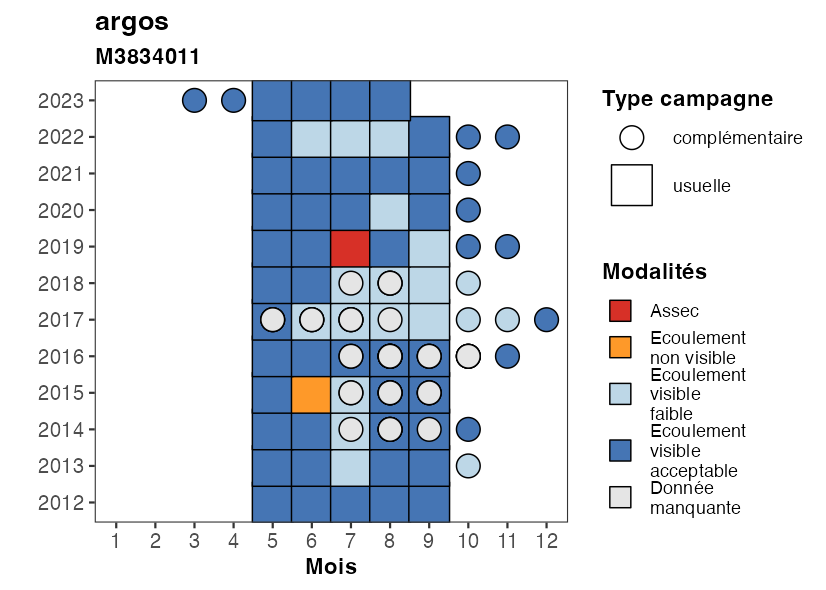 argos
M3834011
2023
2022
2021
2020
2019
2018
2017
2016
2015
2014
2013
2012
1 2 3 4 5 6 7 8 9 10 11 12
Mois
Type campagne
complémentaire
usuelle
Modalités
Assec
Ecoulement
non visible
Ecoulement
visible
faible
Ecoulement
visible
acceptable
Donnée
manquante